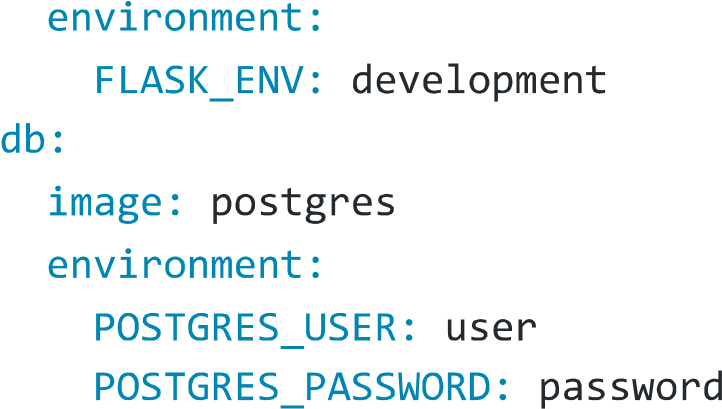 environment:
FLASK_ENV: development
db:
image: postgres
environment:
POSTGRES_USER: user
POSTGRES_PASSWORD: password